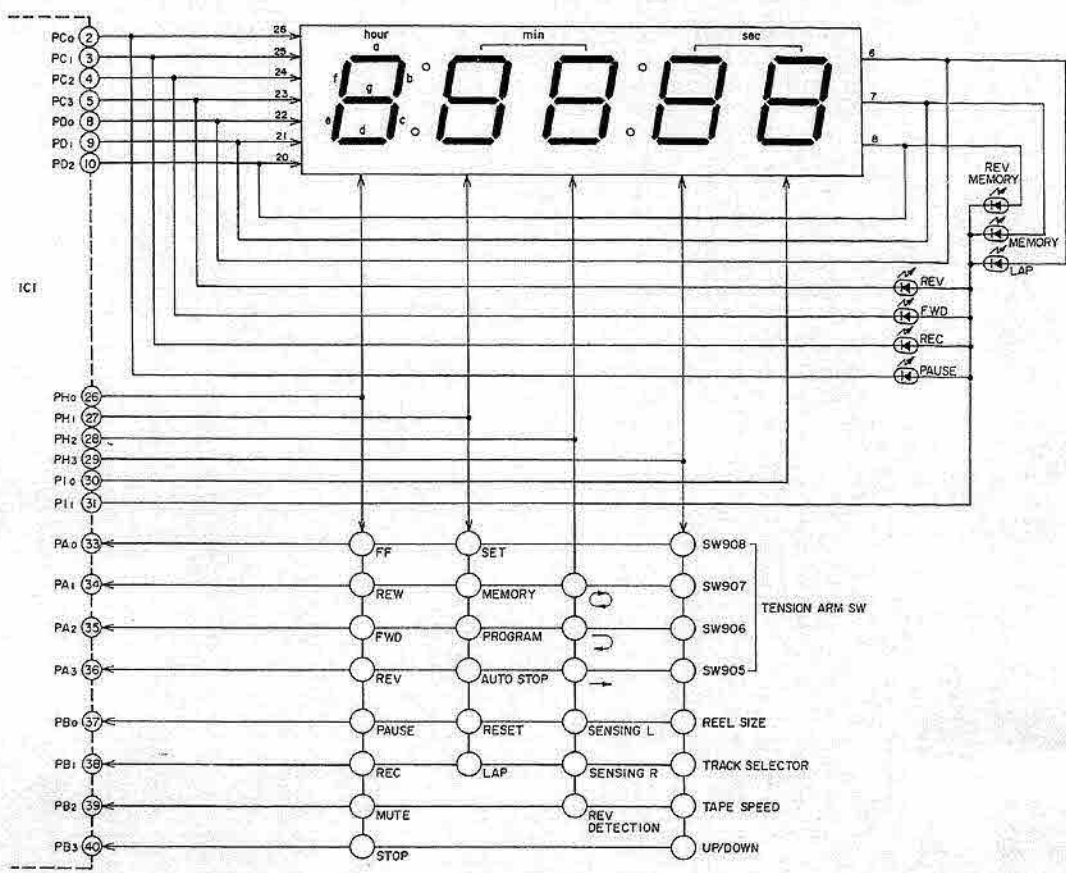 PC0 2 26 hour min sec
a
PC1 3 25 6
PC2 4 24 f b
g
PC3 5 23 7
PD0 8 22 e d c
PD1 9 21 8
PD2 10 20
REV
MEMORY
MEMORY
LAP
IC1
REV
FWD
REC
PAUSE
PH0 26
PH1 27
PH2 28
PH3 29
PI0 30
PI1 31
PA0 33 FF SET SW908
PA1 34 REW MEMORY SW907
TENSION ARM SW
PA2 35 FWD PROGRAM SW906
PA3 36 REV AUTO STOP SW905
PB0 37 PAUSE RESET SENSING L REEL SIZE
PB1 38 REC LAP SENSING R TRACK SELECTOR
PB2 39 MUTE REV
DETECTION TAPE SPEED
PB3 40 STOP UP/DOWN